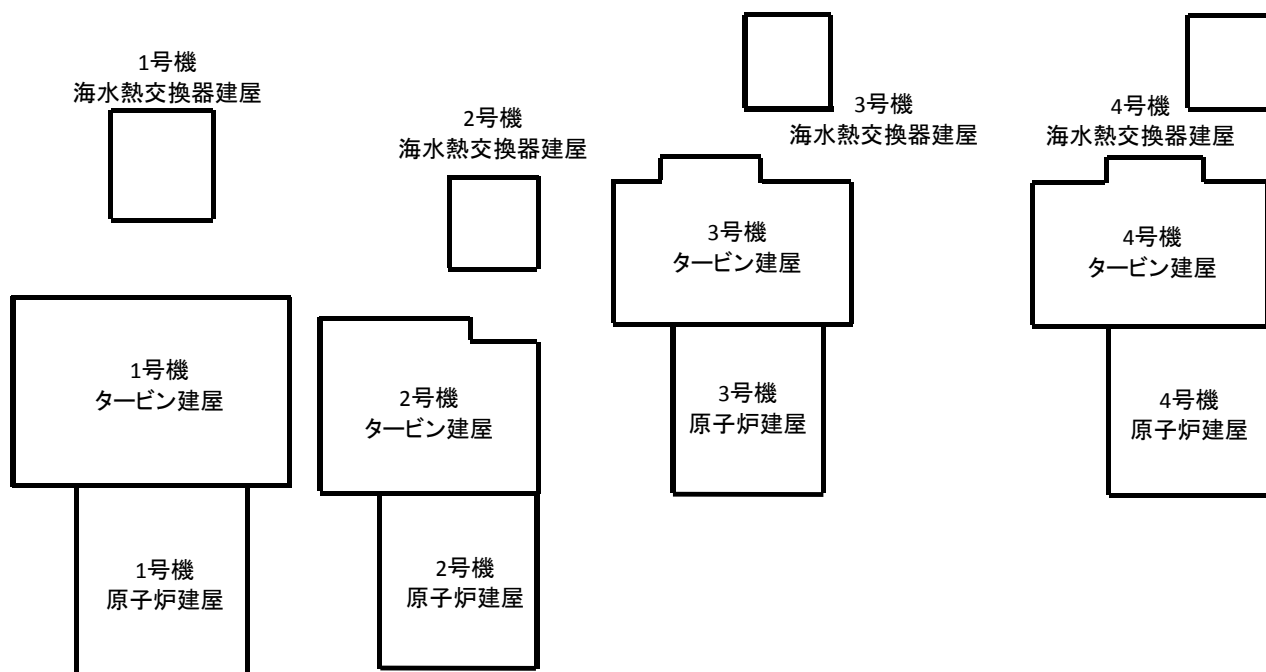 1号機
海水熱交換器建屋
2号機
海水熱交換器建屋
3号機
海水熱交換器建屋
4号機
海水熱交換器建屋
1号機
タービン建屋
2号機
タービン建屋
3号機
タービン建屋
4号機
タービン建屋
1号機
原子炉建屋
2号機
原子炉建屋
3号機
原子炉建屋
4号機
原子炉建屋